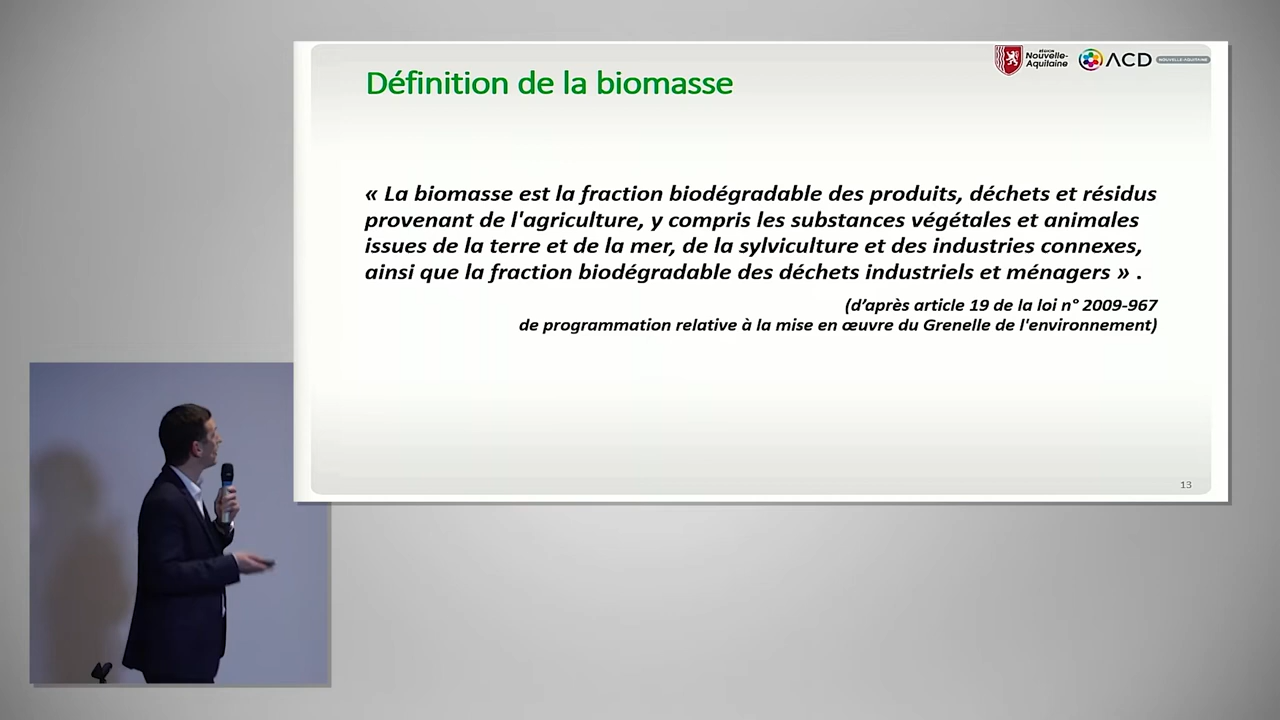 Définition de la biomasse
RÉGION
Nouvelle-
Aquitaine
ACD
NOUVELLE-AQUITAINE
« La biomasse est la fraction biodégradable des produits, déchets et résidus
provenant de l'agriculture, y compris les substances végétales et animales
issues de la terre et de la mer, de la sylviculture et des industries connexes,
ainsi que la fraction biodégradable des déchets industriels et ménagers » .
(d’après article 19 de la loi n° 2009-967
de programmation relative à la mise en œuvre du Grenelle de l'environnement)
13